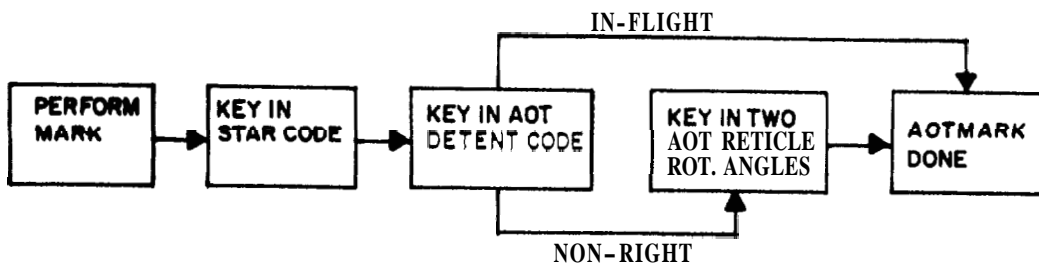 IN-FLIGHT
PERFORM
MARK
KEY IN
STAR CODE
KEY IN AOT
DETENT CODE
KEY IN TWO
AOT RETICLE
ROT. ANGLES
AOTMARK
DONE
NON-RIGHT